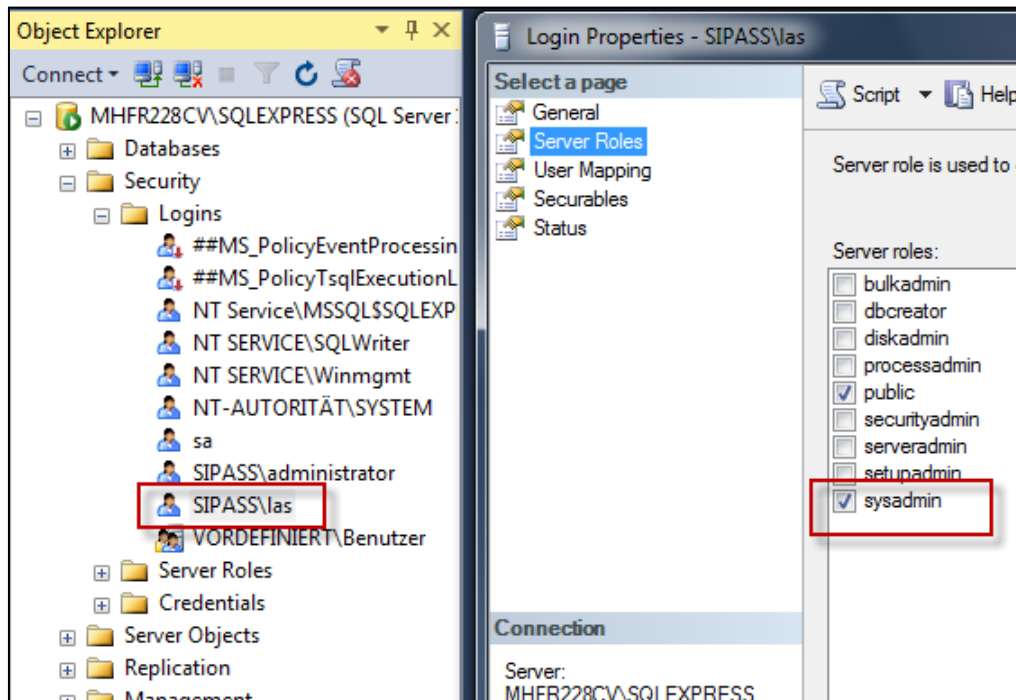 Object Explorer
Connect
MHFR228CV\SQLEXPRESS (SQL Server
Databases
Security
Logins
##MS_PolicyEventProcessin
##MS_PolicyTsqlExecutionL
NT Service\MSSQL$SQLEXP
NT SERVICE\SQLWriter
NT SERVICE\Winmgmt
NT-AUTORITÄT\SYSTEM
sa
SIPASS\administrator
SIPASS\las
VORDEFINIERT\Benutzer
Server Roles
Credentials
Server Objects
Replication
Management
Login Properties - SIPASS\las
Select a page
General
Server Roles
User Mapping
Securables
Status
Script
Help
Server role is used to
Server roles:
bulkadmin
dbcreator
diskadmin
processadmin
public
securityadmin
serveradmin
setupadmin
sysadmin
Connection
Server:
MHFR228CV\SQLEXPRESS